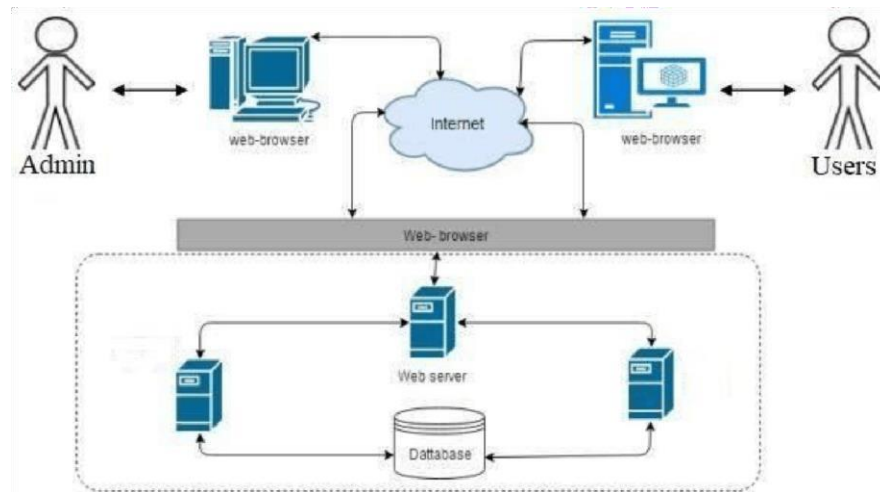 Internet
web-browser
web-browser
Admin
Users
Web- browser
Web server
Dattabase